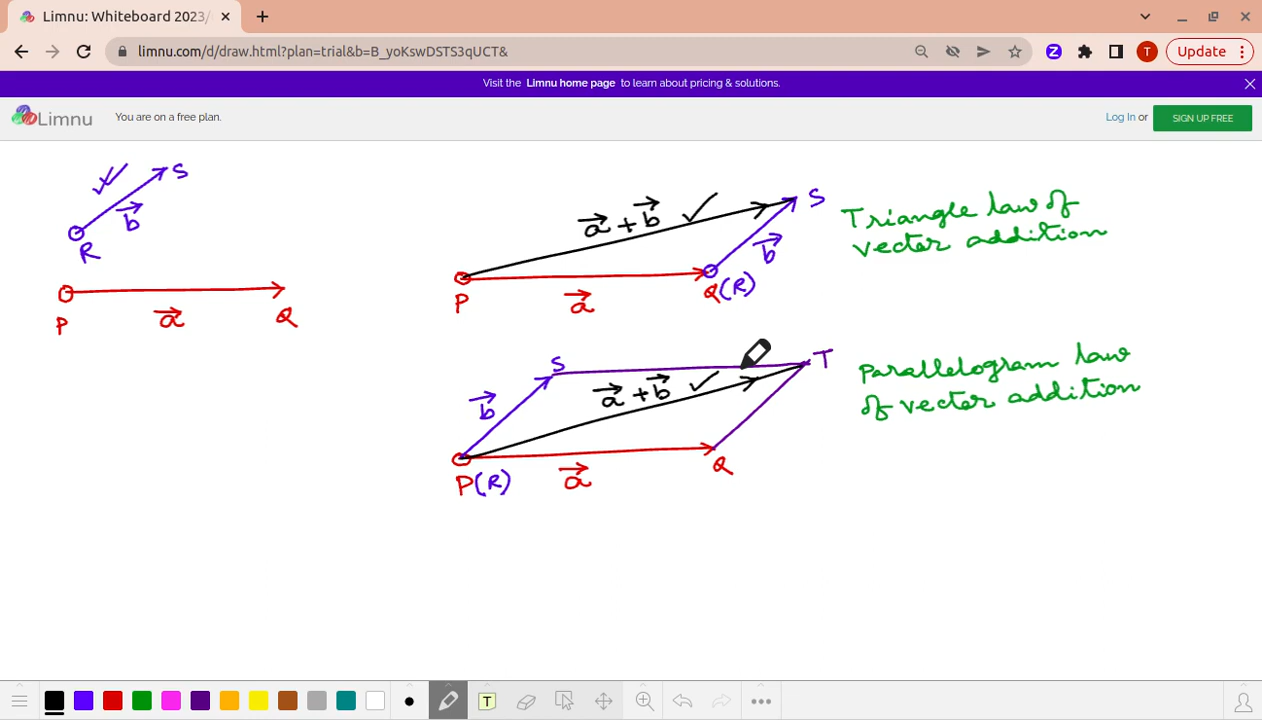 Limnu: Whiteboard 2023/
limnu.com/d/draw.html?plan=trial&b=B_yoKswDSTS3qUCT&
Z
T
Update
Visit the Limnu home page to learn about pricing & solutions.
Limnu
You are on a free plan.
Log In or
SIGN UP FREE
S
b⃗
R
P
a⃗
Q
a⃗ + b⃗
S
b⃗
P
a⃗
Q(R)
Triangle law of
vector addition
S
T
b⃗
a⃗ + b⃗
P(R)
a⃗
Q
Parallelogram law
of vector addition
T